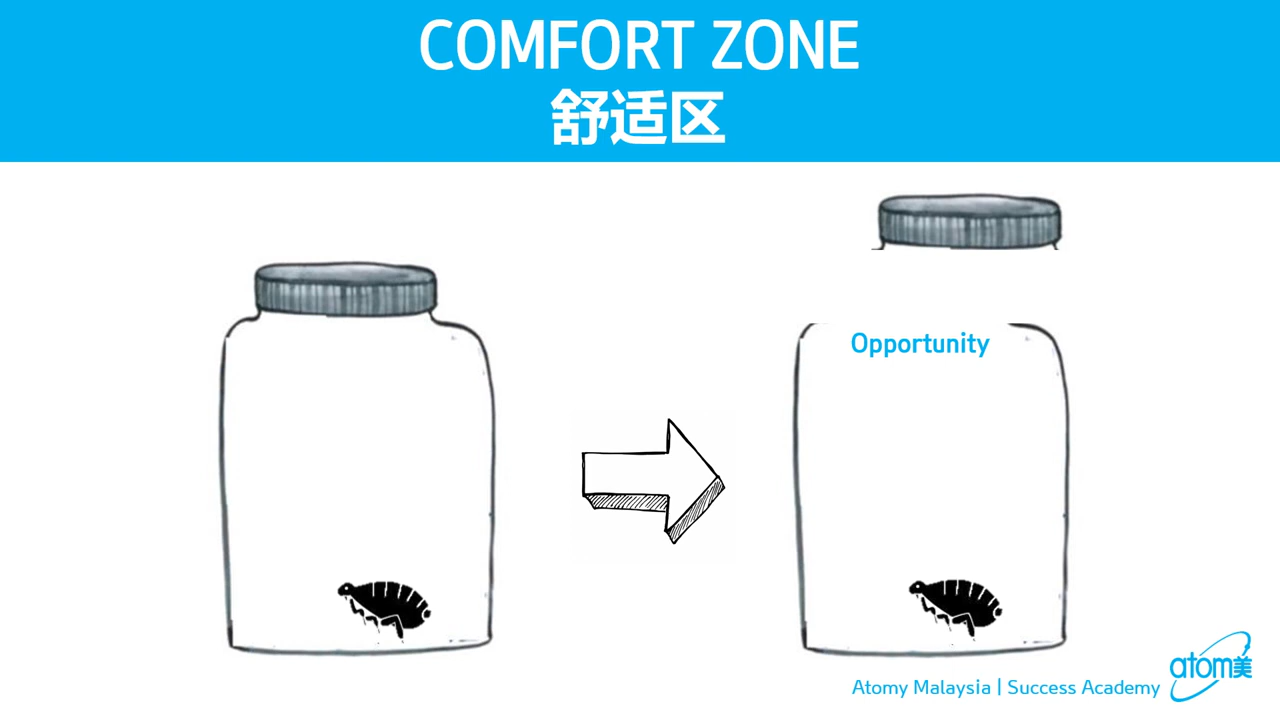 COMFORT ZONE
舒适区
Opportunity
Atomy Malaysia | Success Academy
atom美